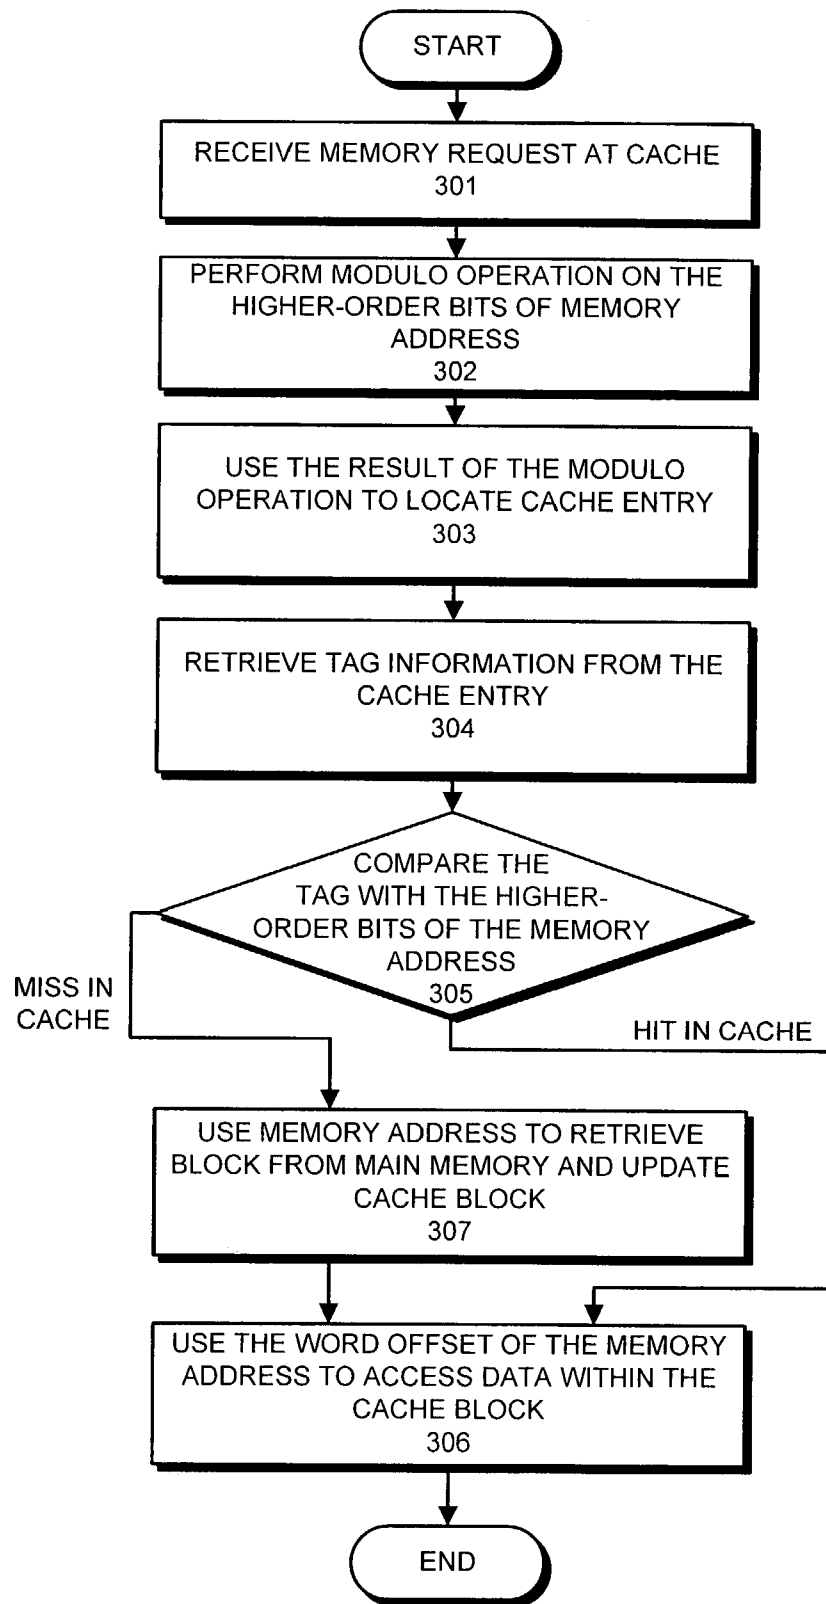 START
RECEIVE MEMORY REQUEST AT CACHE
301
PERFORM MODULO OPERATION ON THE
HIGHER-ORDER BITS OF MEMORY
ADDRESS
302
USE THE RESULT OF THE MODULO
OPERATION TO LOCATE CACHE ENTRY
303
RETRIEVE TAG INFORMATION FROM THE
CACHE ENTRY
304
COMPARE THE
TAG WITH THE HIGHER-
ORDER BITS OF THE MEMORY
ADDRESS
305
MISS IN
CACHE
HIT IN CACHE
USE MEMORY ADDRESS TO RETRIEVE
BLOCK FROM MAIN MEMORY AND UPDATE
CACHE BLOCK
307
USE THE WORD OFFSET OF THE MEMORY
ADDRESS TO ACCESS DATA WITHIN THE
CACHE BLOCK
306
END